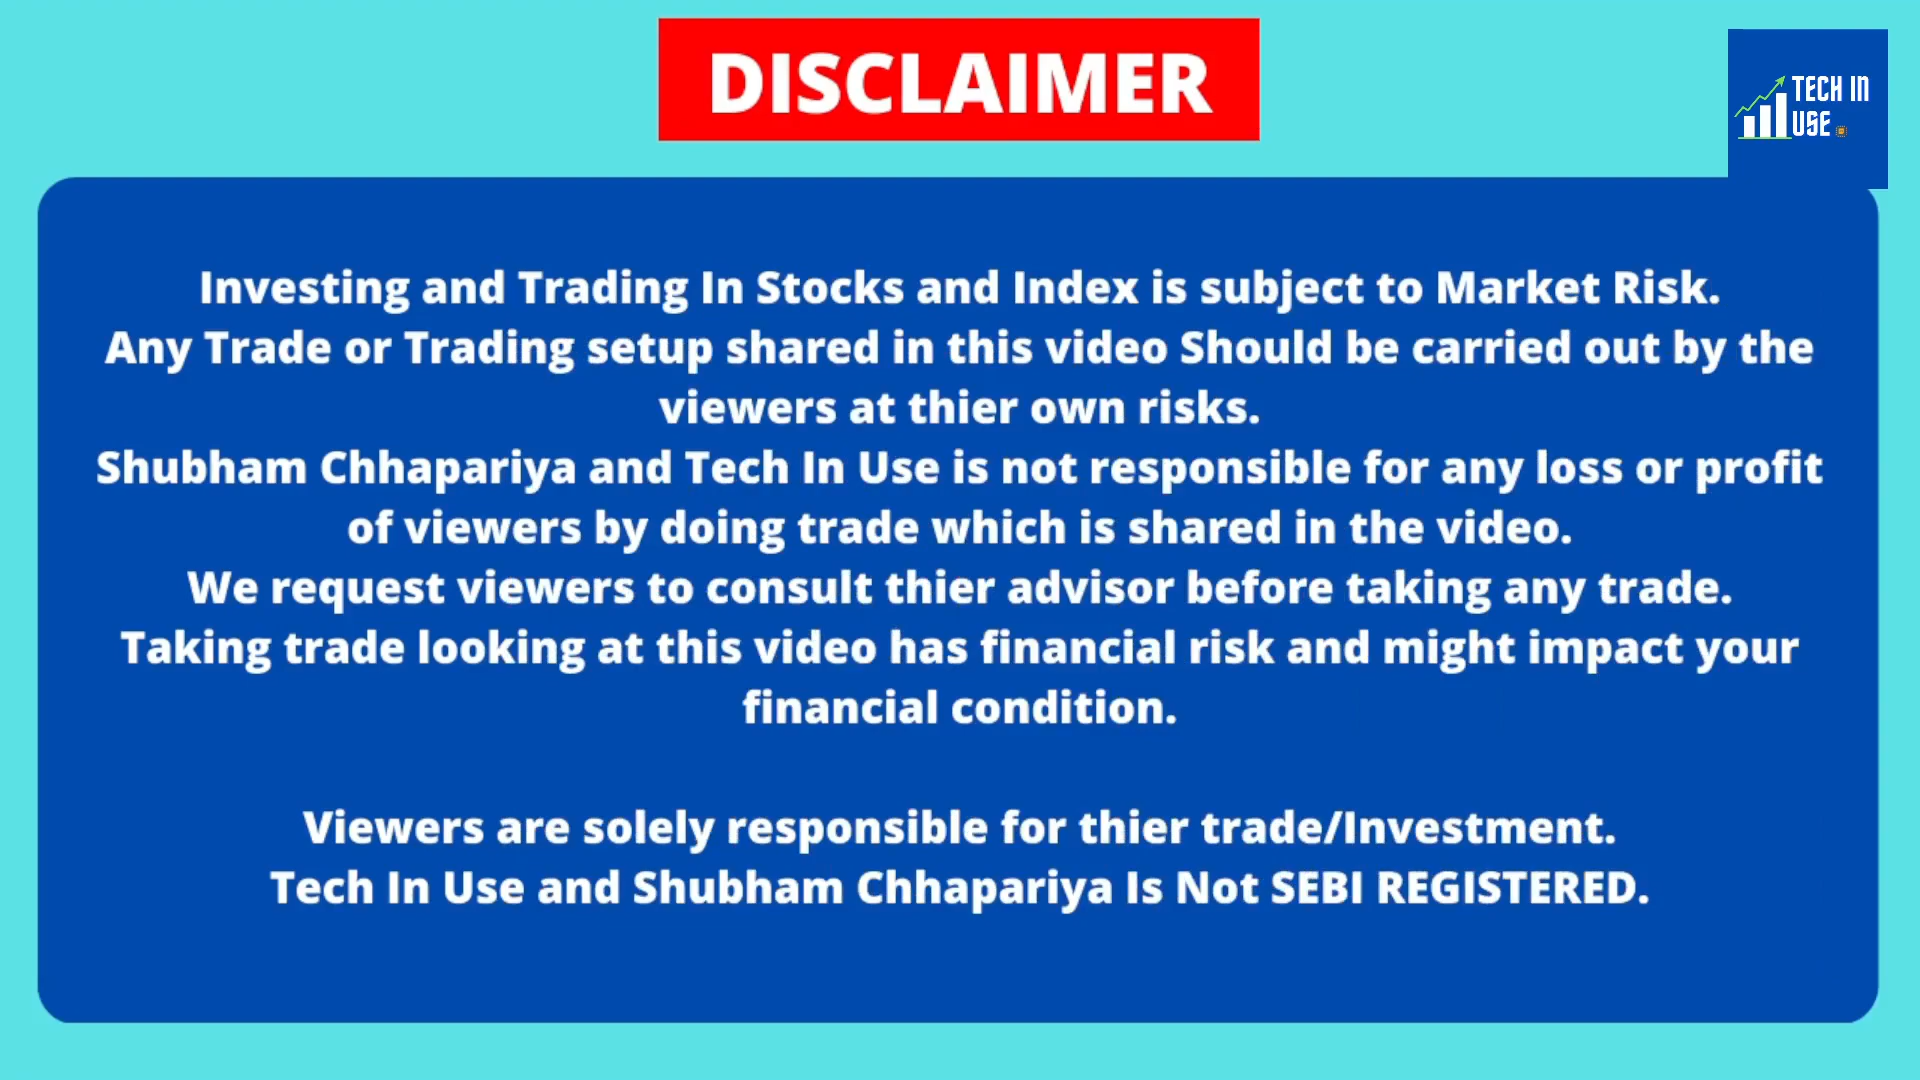 DISCLAIMER
TECH IN
USE
Investing and Trading In Stocks and Index is subject to Market Risk.
Any Trade or Trading setup shared in this video Should be carried out by the
viewers at thier own risks.
Shubham Chhapariya and Tech In Use is not responsible for any loss or profit
of viewers by doing trade which is shared in the video.
We request viewers to consult thier advisor before taking any trade.
Taking trade looking at this video has financial risk and might impact your
financial condition.
Viewers are solely responsible for thier trade/Investment.
Tech In Use and Shubham Chhapariya Is Not SEBI REGISTERED.